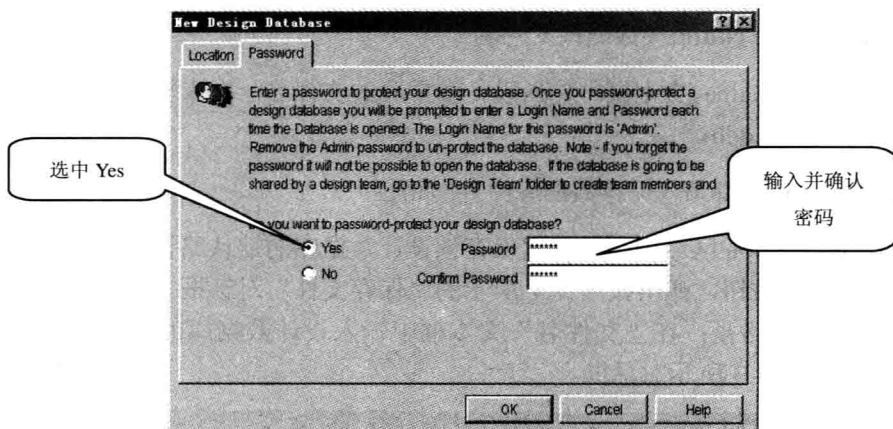 New Design Database
Location Password
Enter a password to protect your design database. Once you password-protect a
design database you will be prompted to enter a Login Name and Password each
time the Database is opened. The Login Name for this password is 'Admin'.
Remove the Admin password to un-protect the database. Note - if you forget the
password it will not be possible to open the database. If the database is going to be
shared by a design team, go to the 'Design Team' folder to create team members and
you want to password-protect your design database?
Yes
Password ******
No
Confirm Password ******
OK Cancel Help
选中 Yes
输入并确认
密码